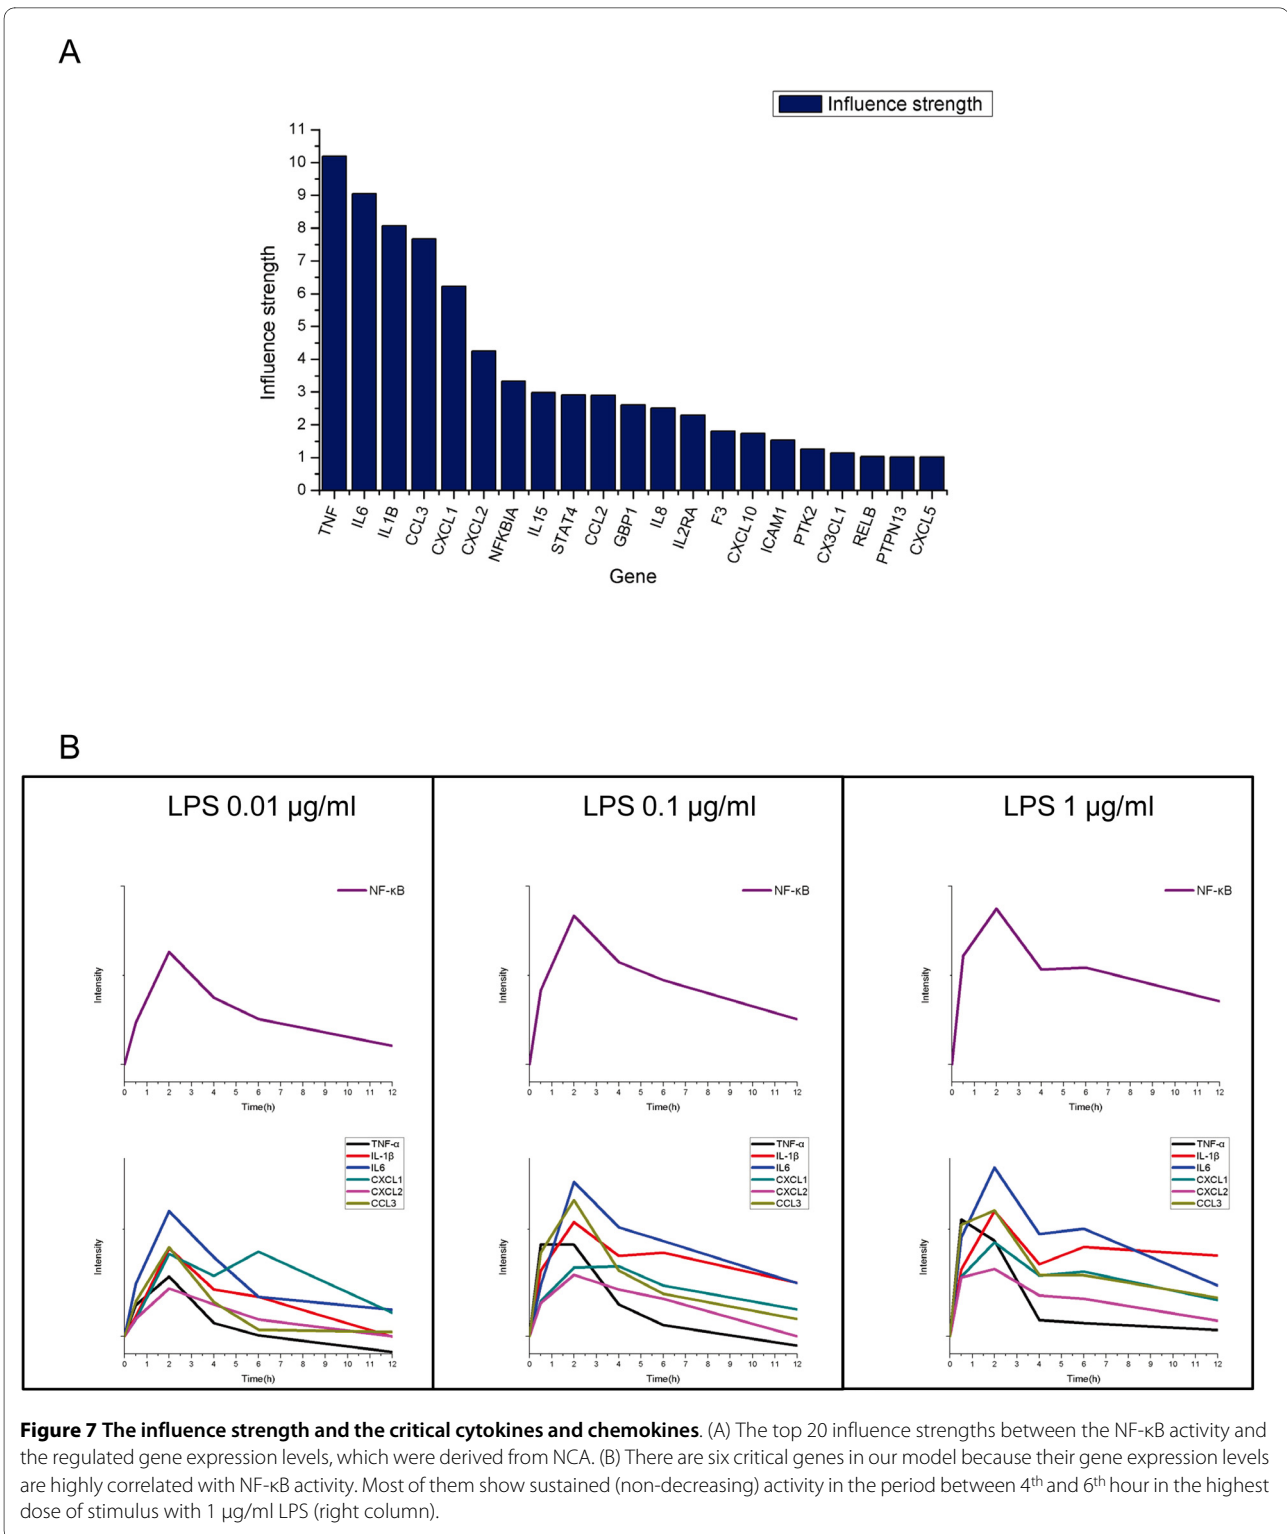 A
Influence strength
Influence strength
11
10
9
8
7
6
5
4
3
2
1
0
TNF
IL6
IL1B
CCL3
CXCL1
CXCL2
NFKBIA
IL15
STAT4
CCL2
GBP1
IL8
IL2RA
F3
CXCL10
ICAM1
PTK2
CX3CL1
RELB
PTPN13
CXCL5
Gene
B
LPS 0.01 µg/ml
NF-κB
Intensity
0 1 2 3 4 5 6 7 8 9 10 11 12
Time(h)
TNF-α
IL-1β
IL6
CXCL1
CXCL2
CCL3
Intensity
0 1 2 3 4 5 6 7 8 9 10 11 12
Time(h)
LPS 0.1 µg/ml
NF-κB
Intensity
0 1 2 3 4 5 6 7 8 9 10 11 12
Time(h)
TNF-α
IL-1β
IL6
CXCL1
CXCL2
CCL3
Intensity
0 1 2 3 4 5 6 7 8 9 10 11 12
Time(h)
LPS 1 µg/ml
NF-κB
Intensity
0 1 2 3 4 5 6 7 8 9 10 11 12
Time(h)
TNF-α
IL-1β
IL6
CXCL1
CXCL2
CCL3
Intensity
0 1 2 3 4 5 6 7 8 9 10 11 12
Time(h)
Figure 7 The influence strength and the critical cytokines and chemokines. (A) The top 20 influence strengths between the NF-κB activity and
the regulated gene expression levels, which were derived from NCA. (B) There are six critical genes in our model because their gene expression levels
are highly correlated with NF-κB activity. Most of them show sustained (non-decreasing) activity in the period between 4th and 6th hour in the highest
dose of stimulus with 1 µg/ml LPS (right column).